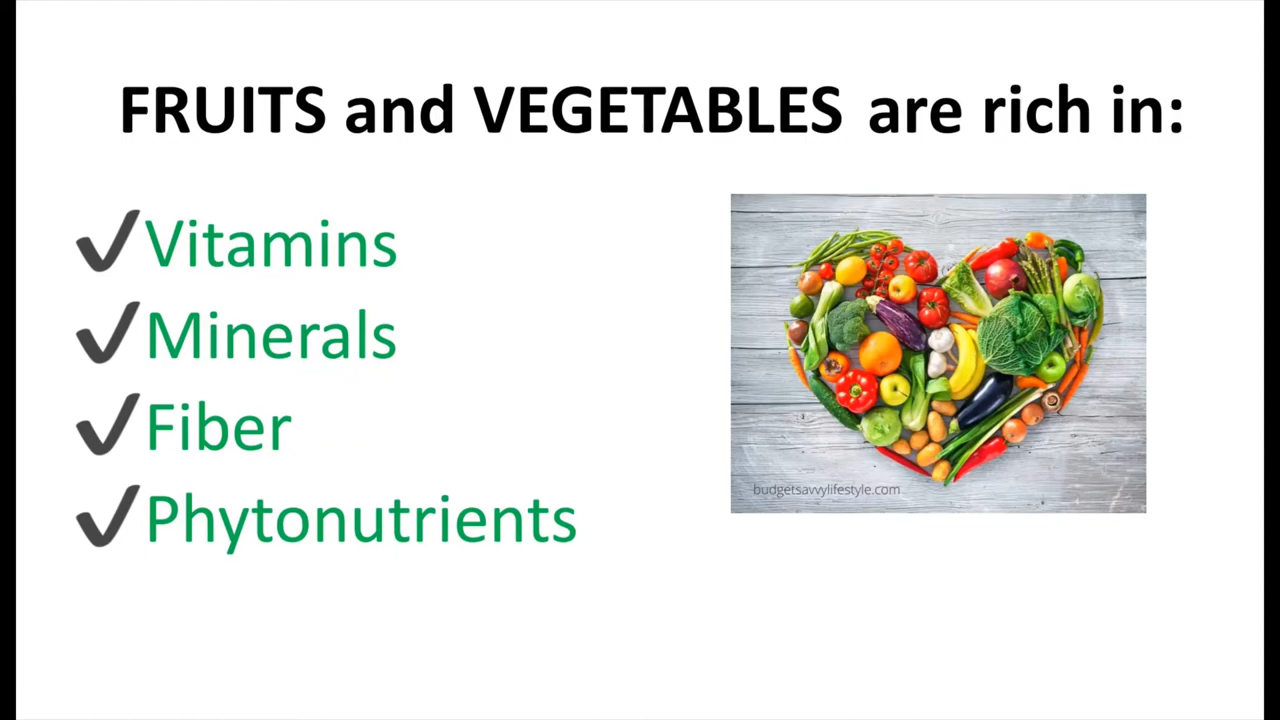 FRUITS and VEGETABLES are rich in:
✔Vitamins
✔Minerals
✔Fiber
✔Phytonutrients
budgetsavvylifestyle.com